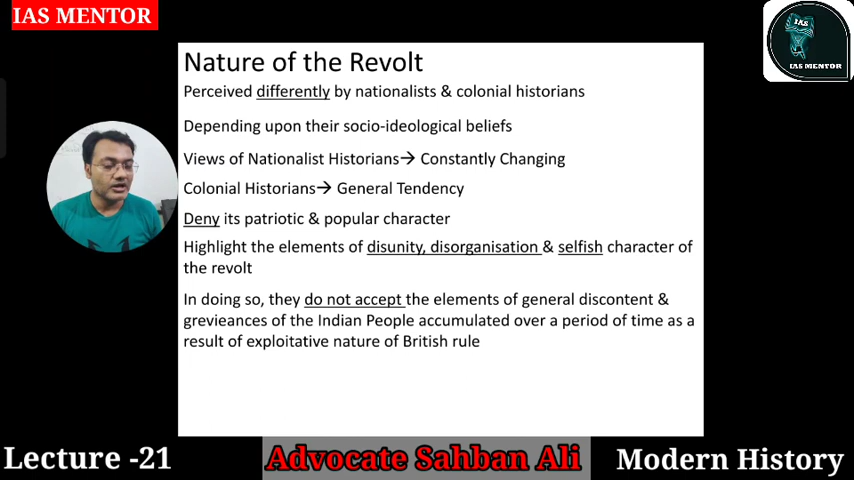 IAS MENTOR
IAS
IAS MENTOR
Nature of the Revolt
Perceived differently by nationalists & colonial historians
Depending upon their socio-ideological beliefs
Views of Nationalist Historians→ Constantly Changing
Colonial Historians→ General Tendency
Deny its patriotic & popular character
Highlight the elements of disunity, disorganisation & selfish character of
the revolt
In doing so, they do not accept the elements of general discontent &
grevieances of the Indian People accumulated over a period of time as a
result of exploitative nature of British rule
Lecture -21
Advocate Sahban Ali
Modern History